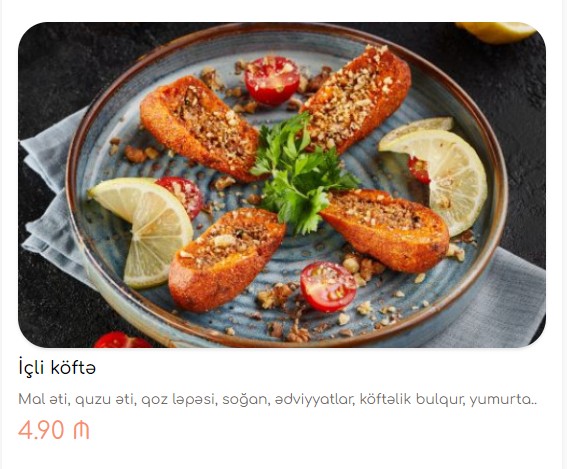 İçli köftə
Mal əti, quzu əti, qoz ləpəsi, soğan, ədviyyatlar, köftəlik bulqur, yumurta..
4.90 ₼